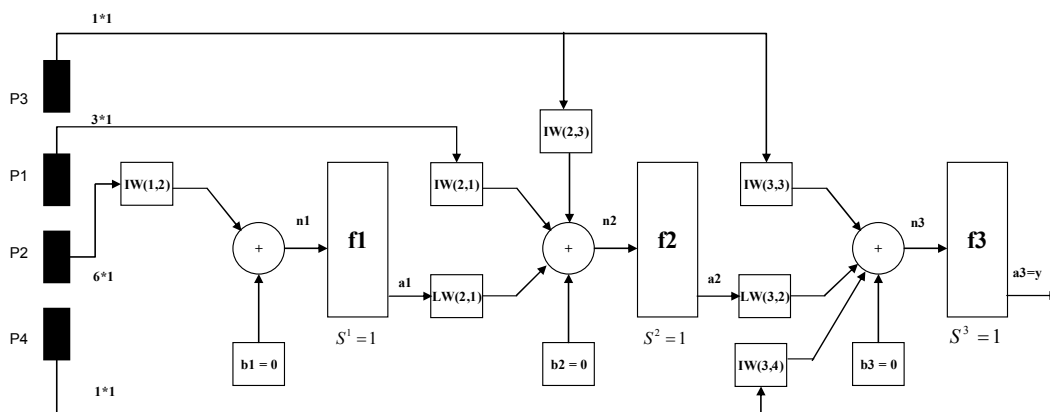 1*1
P3
3*1
IW(2,3)
P1
IW(1,2)
IW(2,1)
IW(3,3)
n1
f1
n2
f2
n3
f3
P2
+
+
+
6*1
a1
LW(2,1)
a2
LW(3,2)
a3=y
P4
S¹ = 1
S² = 1
S³ = 1
b1 = 0
b2 = 0
IW(3,4)
b3 = 0
1*1